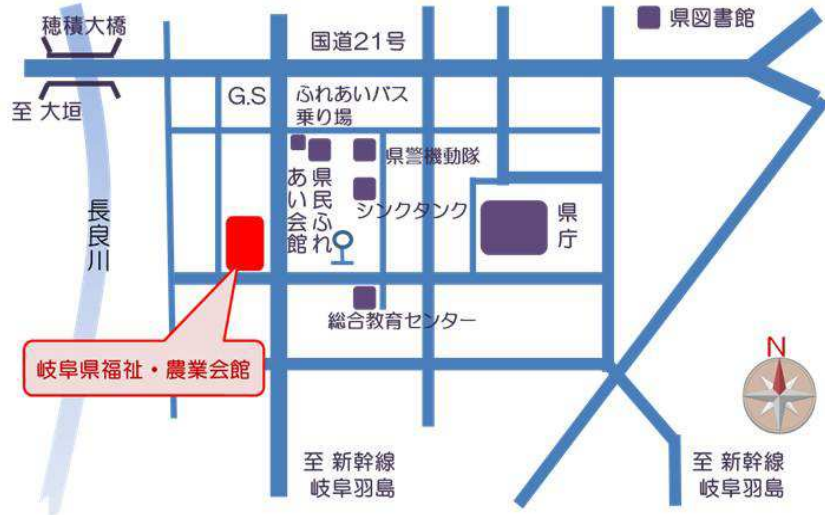 穂積大橋
国道21号
県図書館
至 大垣
G.S
ふれあいバス
乗り場
県警機動隊
県民ふれ
あい会館
シンクタンク
県庁
長良川
総合教育センター
岐阜県福祉・農業会館
N
至 新幹線
岐阜羽島
至 新幹線
岐阜羽島